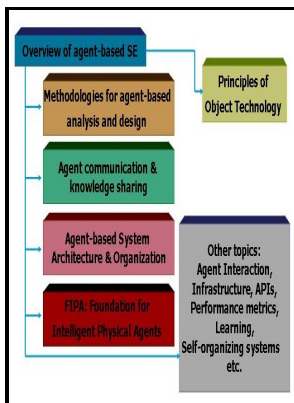 Overview of agent-based SE
Principles of
Object Technology
Methodologies for agent-based
analysis and design
Agent communication &
knowledge sharing
Agent-based System
Architecture & Organization
FIPA: Foundation for
Intelligent Physical Agents
Other topics:
Agent Interaction,
Infrastructure, APIs,
Performance metrics,
Learning,
Self-organizing systems
etc.